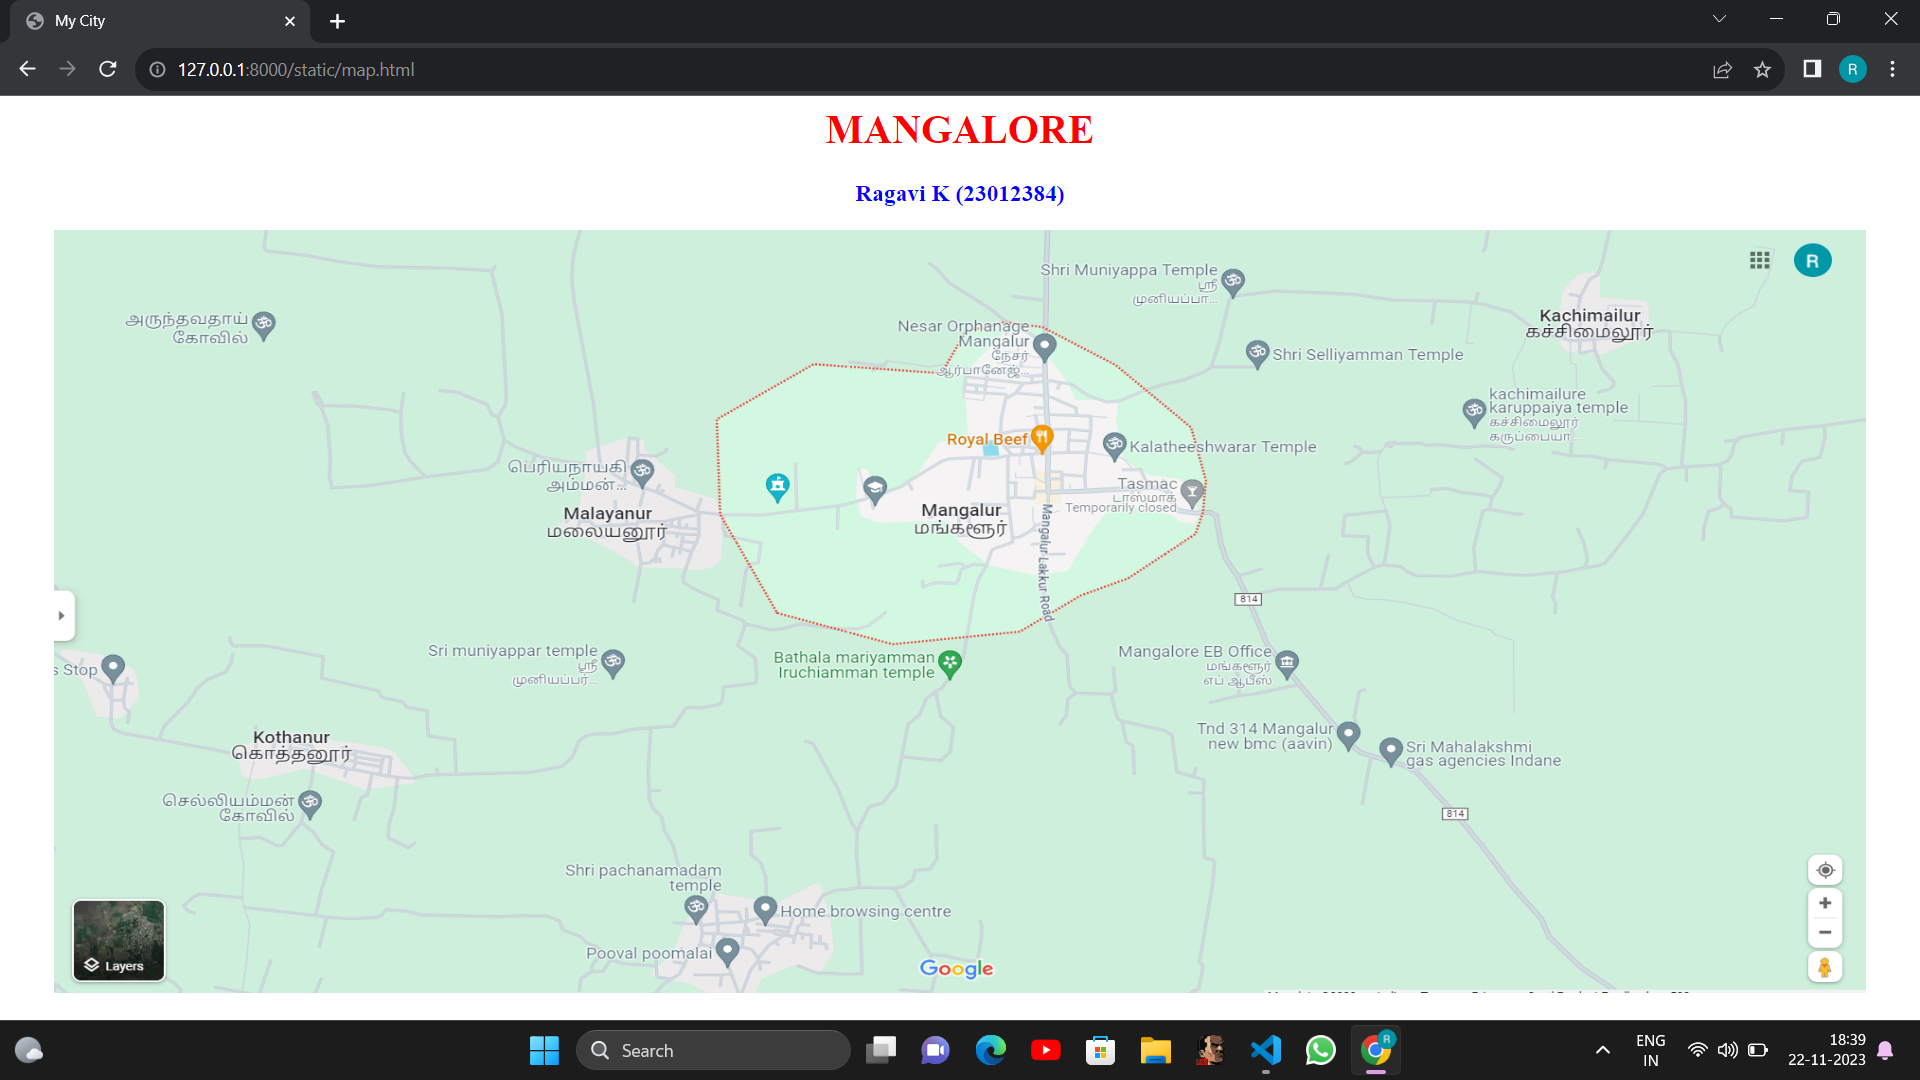 My City
127.0.0.1:8000/static/map.html
R
MANGALORE
Ragavi K (23012384)
R
Shri Muniyappa Temple
ஸ்ரீ
முனியப்பா...
அருந்தவதாய்
கோவில்
Kachimailur
கச்சிமைலூர்
Nesar Orphanage
Mangalur
நேசர்
ஆர்பானேஜ்...
Shri Selliyamman Temple
kachimailure
karuppaiya temple
கச்சிமைலூர்
கருப்பையா...
Royal Beef
Kalatheeshwarar Temple
பெரியநாயகி
அம்மன்...
Tasmac
டாஸ்மாக்
Temporarily closed
Malayanur
மலையனூர்
Mangalur
மங்களூர்
Mangalur Lakkur Road
814
Sri muniyappar temple
ஸ்ரீ
முனியப்பர்...
Bathala mariyamman
Iruchiamman temple
Mangalore EB Office
மங்களூர்
எப் ஆபீஸ்
s Stop
Kothanur
கொத்தனூர்
Tnd 314 Mangalur
new bmc (aavin)
Sri Mahalakshmi
gas agencies Indane
செல்லியம்மன்
கோவில்
814
Shri pachanamadam
temple
Home browsing centre
Pooval poomalai
Layers
Google
Search
R
ENG
IN
18:39
22-11-2023